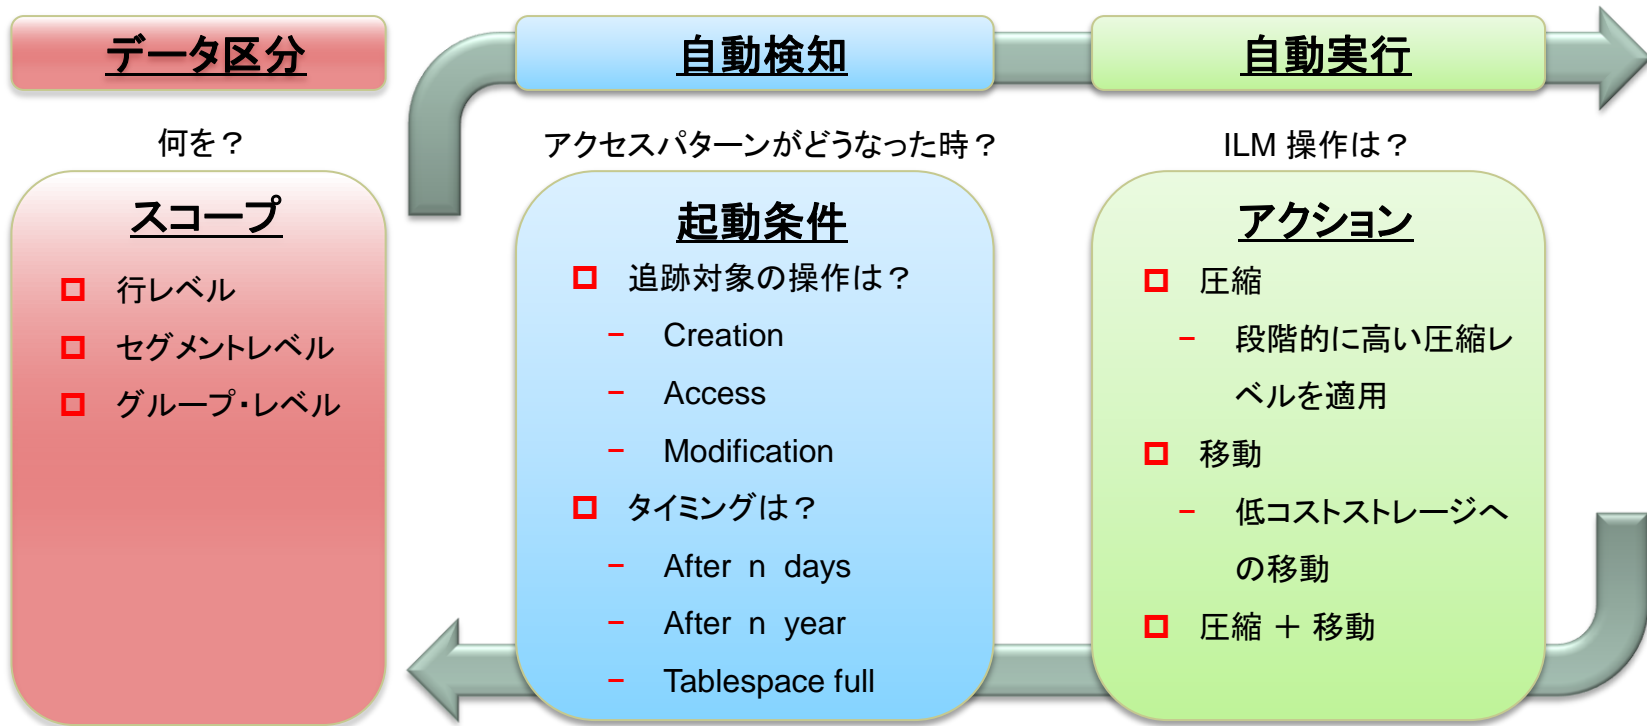 データ区分
何を？
スコープ
行レベル
セグメントレベル
グループ・レベル
自動検知
アクセスパターンがどうなった時？
起動条件
追跡対象の操作は？
– Creation
– Access
– Modification
タイミングは？
– After n days
– After n year
– Tablespace full
自動実行
ILM 操作は？
アクション
圧縮
– 段階的に高い圧縮レ
ベルを適用
移動
– 低コストストレージへ
の移動
圧縮 ＋ 移動